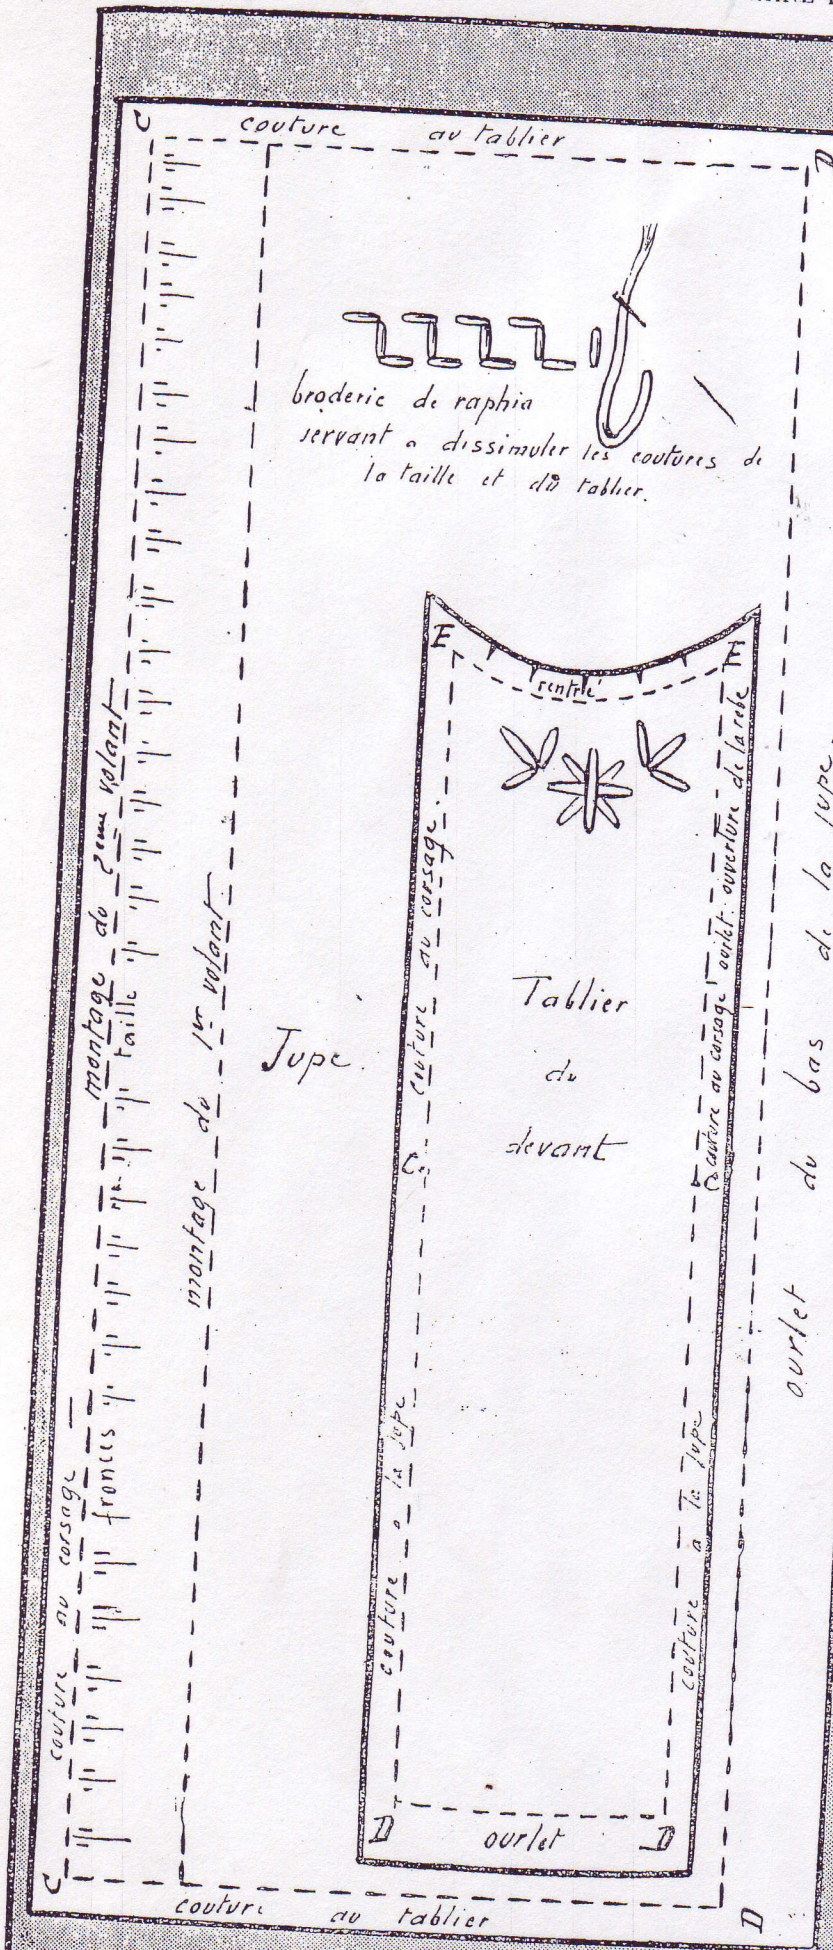 C
couture au tablier
D
broderie de raphia
servant a dissimuler les coutures de
la taille et du tablier.
E
rentré
montage du 2eme volant
taille
fronces
couture au corsage
montage du 1er volant
Jupe
couture au corsage
C
couture a la jupe
Tablier
du
devant
ourlet ouverture de la robe
couture au corsage
C
couture a la jupe
ourlet du bas de la jupe
D
ourlet
D
C
couture au tablier
D